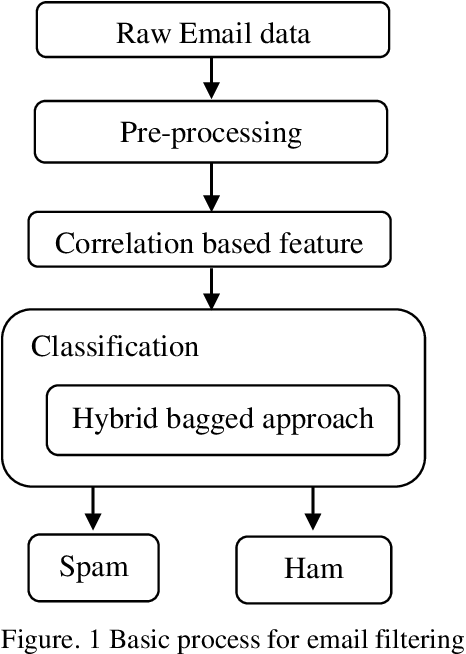 Raw Email data
Pre-processing
Correlation based feature
Classification
Hybrid bagged approach
Spam
Ham
Figure. 1 Basic process for email filtering